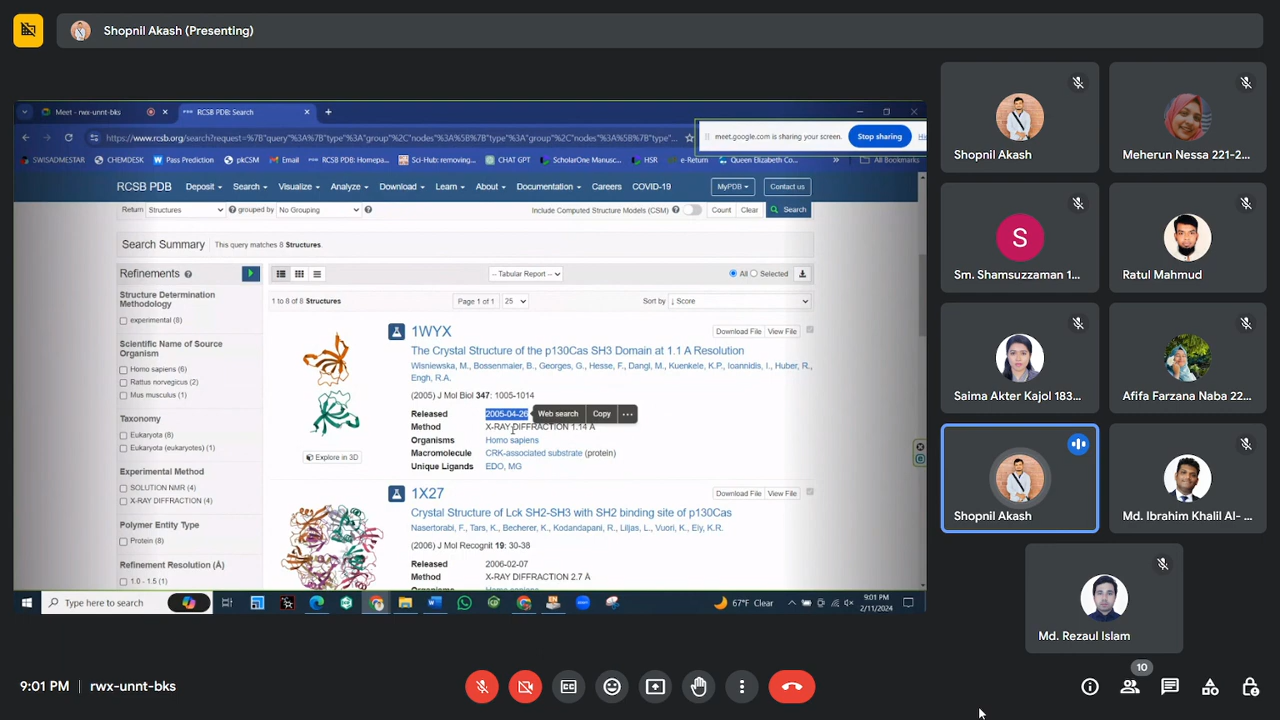 Shopnil Akash (Presenting)
Meet - rwx-unnt-bks
RCSB PDB: Search
https://www.rcsb.org/search?request=%7B"query"%3A%7B"type"%3A"group"%2C"nodes"%3A%5B%7B"type"%3A"group"%2C"nodes"%3A%5B%7B"type"...
meet.google.com is sharing your screen.
Stop sharing
SWISADMESTAR
CHEMDESK
Pass Prediction
pkCSM
Email
RCSB PDB: Homepa...
Sci-Hub: removing...
CHAT GPT
ScholarOne Manusc...
HSR
e-Return
Queen Elizabeth Co...
All Bookmarks
RCSB PDB Deposit Search Visualize Analyze Download Learn About Documentation Careers COVID-19 MyPDB Contact us
Return Structures grouped by No Grouping Include Computed Structure Models (CSM) Count Clear Search
Search Summary This query matches 8 Structures.
Refinements
Structure Determination
Methodology
experimental (8)
Scientific Name of Source
Organism
Homo sapiens (6)
Rattus norvegicus (2)
Mus musculus (1)
Taxonomy
Eukaryota (8)
Eukaryota (eukaryotes) (1)
Experimental Method
SOLUTION NMR (4)
X-RAY DIFFRACTION (4)
Polymer Entity Type
Protein (8)
Refinement Resolution (Å)
1.0 - 1.5 (1)
-- Tabular Report --
All Selected
1 to 8 of 8 Structures Page 1 of 1 25 Sort by ↓ Score
1WYX
Download File View File
The Crystal Structure of the p130Cas SH3 Domain at 1.1 A Resolution
Wisniewska, M., Bossenmaier, B., Georges, G., Hesse, F., Dangl, M., Kuenkele, K.P., Ioannidis, I., Huber, R.,
Engh, R.A.
(2005) J Mol Biol 347: 1005-1014
Released 2005-04-26
Web search Copy
Method X-RAY DIFFRACTION 1.14 Å
Organisms Homo sapiens
Macromolecule CRK-associated substrate (protein)
Unique Ligands EDO, MG
Explore in 3D
1X27
Download File View File
Crystal Structure of Lck SH2-SH3 with SH2 binding site of p130Cas
Nasertorabi, F., Tars, K., Becherer, K., Kodandapani, R., Liljas, L., Vuori, K., Ely, K.R.
(2006) J Mol Recognit 19: 30-38
Released 2006-02-07
Method X-RAY DIFFRACTION 2.7 Å
Type here to search
67°F Clear
9:01 PM
2/11/2024
Shopnil Akash
Meherun Nessa 221-2...
S
Sm. Shamsuzzaman 1...
Ratul Mahmud
Saima Akter Kajol 183...
Afifa Farzana Naba 22...
Shopnil Akash
Md. Ibrahim Khalil Al- ...
Md. Rezaul Islam
9:01 PM | rwx-unnt-bks
10